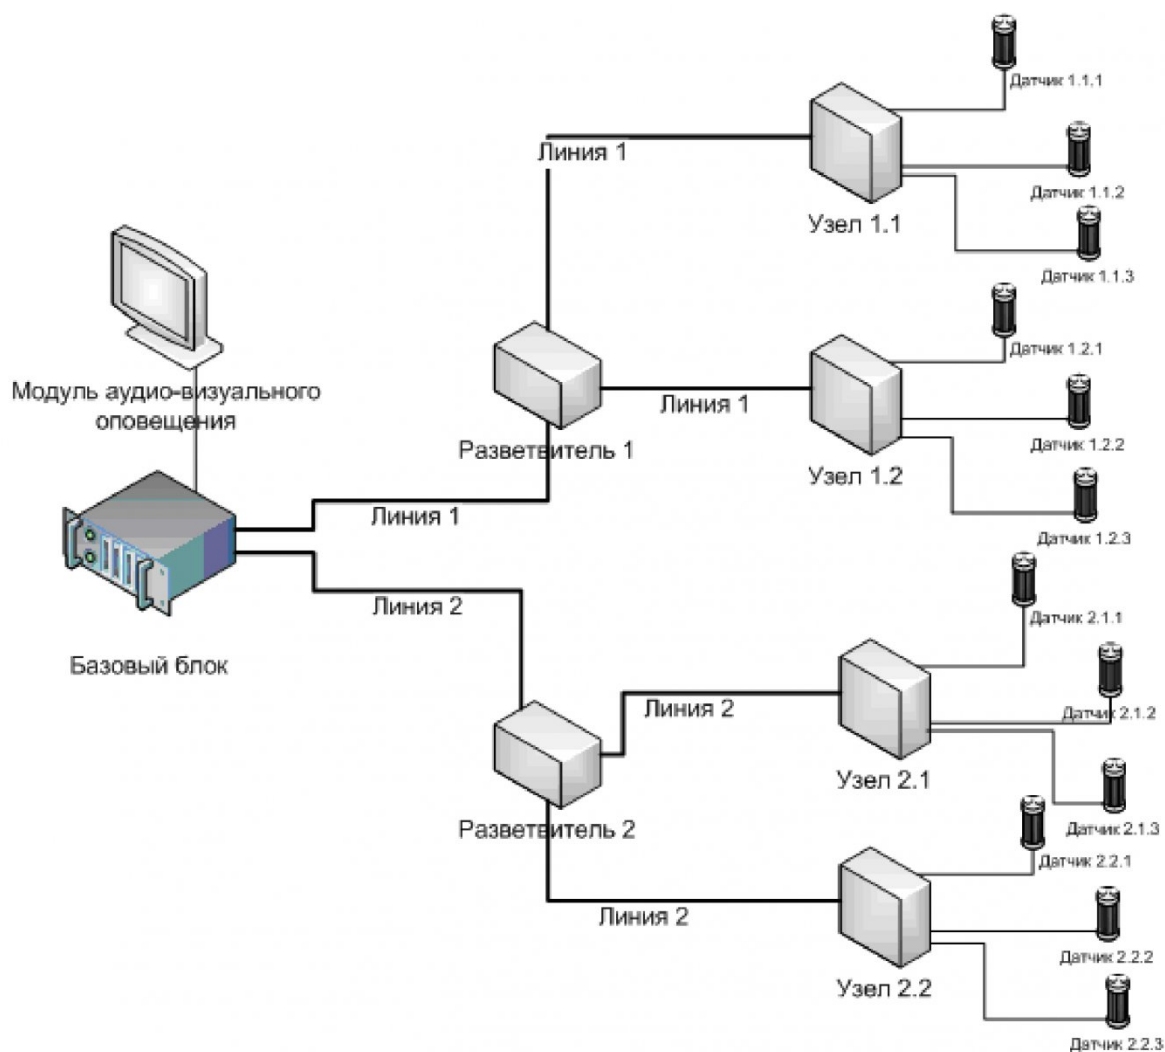 Датчик 1.1.1
Линия 1
Датчик 1.1.2
Узел 1.1
Датчик 1.1.3
Датчик 1.2.1
Модуль аудио-визуального
оповещения
Линия 1
Разветвитель 1
Датчик 1.2.2
Узел 1.2
Линия 1
Датчик 1.2.3
Линия 2
Датчик 2.1.1
Базовый блок
Линия 2
Датчик 2.1.2
Узел 2.1
Разветвитель 2
Датчик 2.1.3
Датчик 2.2.1
Линия 2
Датчик 2.2.2
Узел 2.2
Датчик 2.2.3